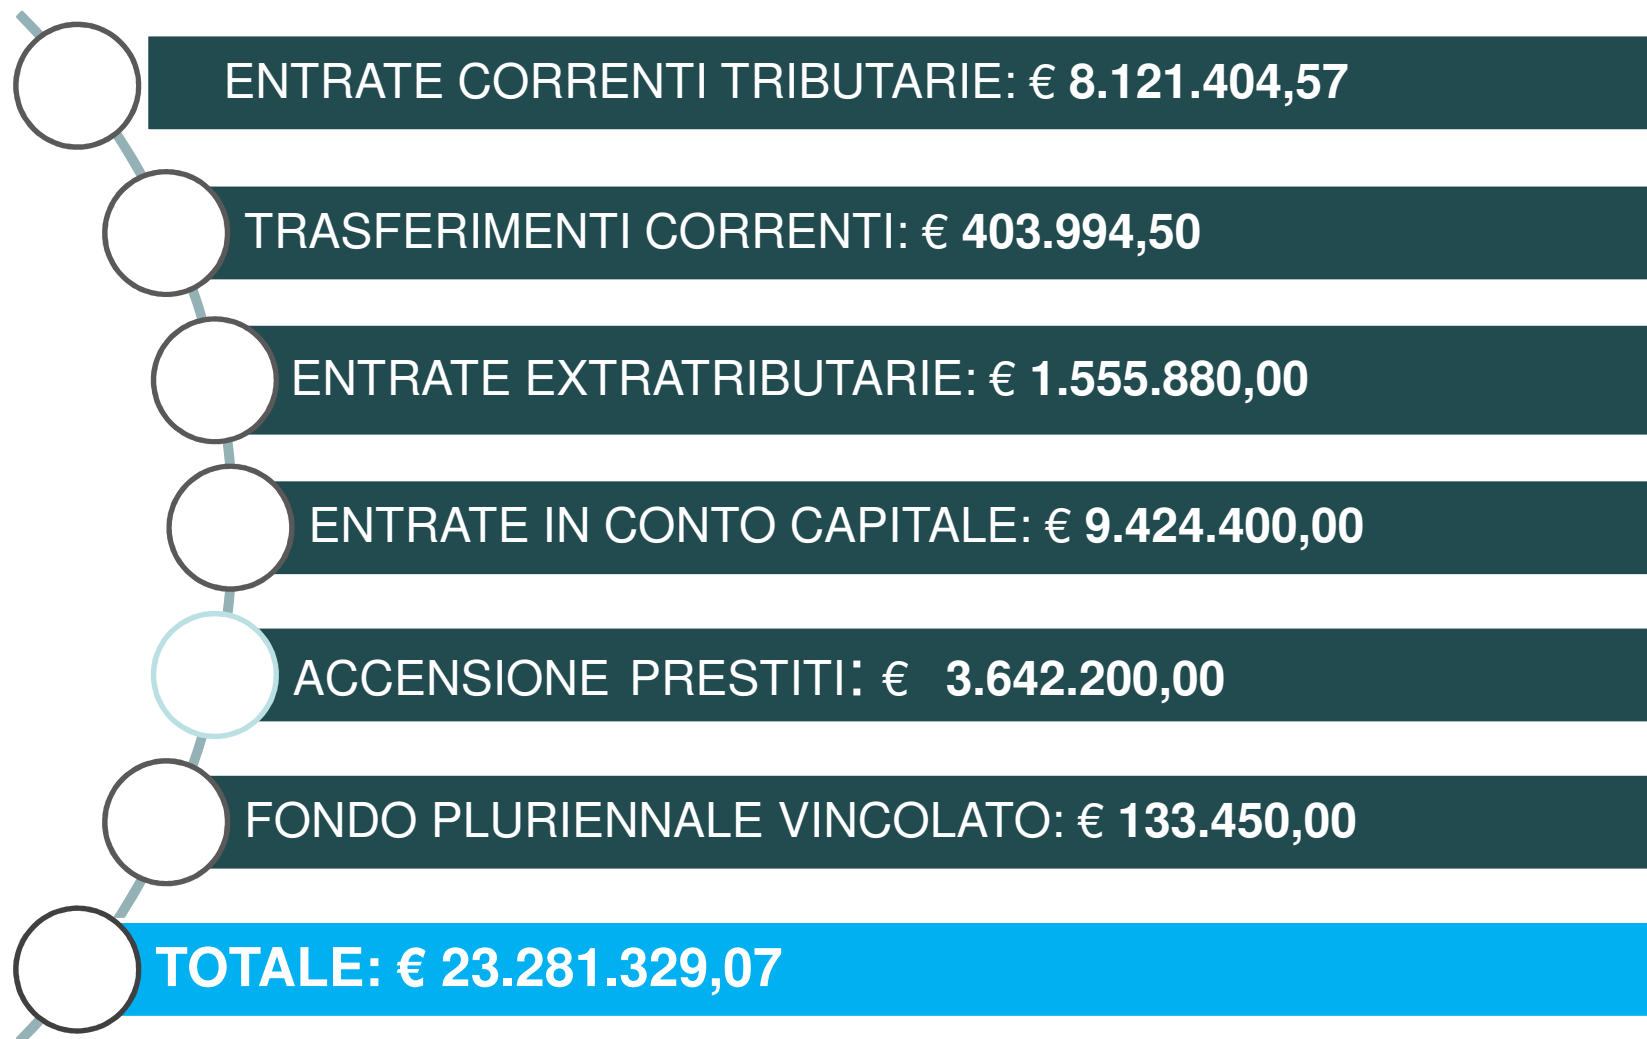 ENTRATE CORRENTI TRIBUTARIE: € 8.121.404,57
TRASFERIMENTI CORRENTI: € 403.994,50
ENTRATE EXTRATRIBUTARIE: € 1.555.880,00
ENTRATE IN CONTO CAPITALE: € 9.424.400,00
ACCENSIONE PRESTITI: € 3.642.200,00
FONDO PLURIENNALE VINCOLATO: € 133.450,00
TOTALE: € 23.281.329,07